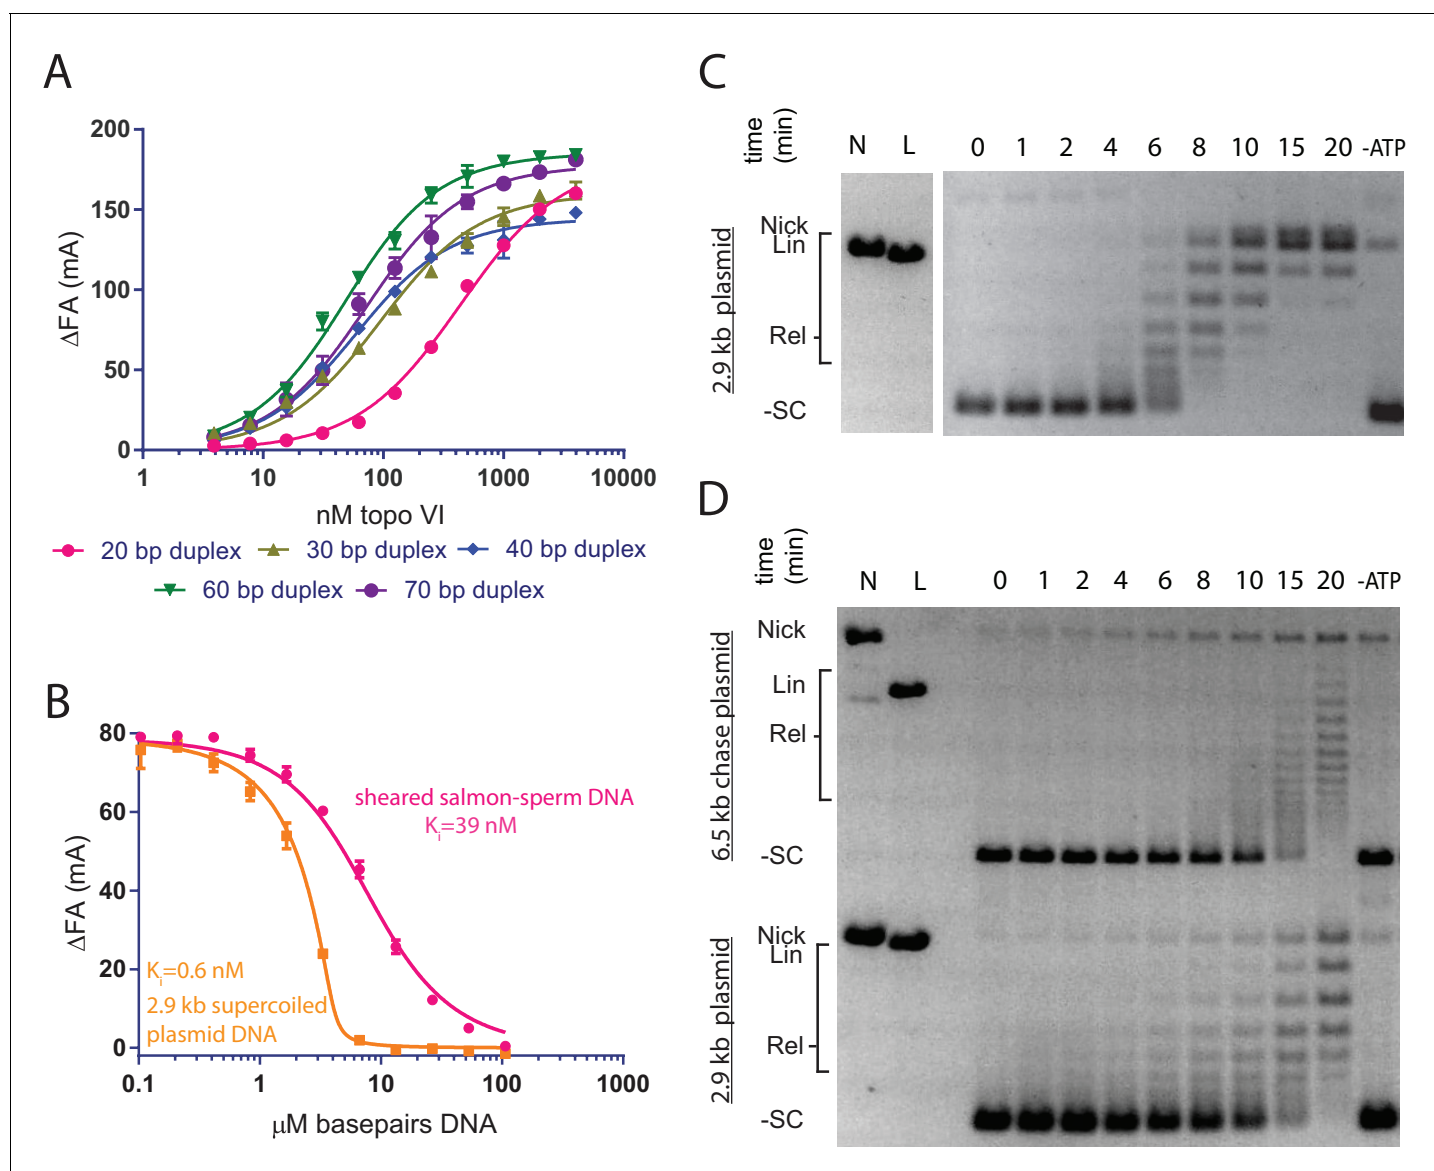 A
200
150
100
50
0
ΔFA (mA)
1 10 100 1000 10000
nM topo VI
20 bp duplex 30 bp duplex 40 bp duplex
60 bp duplex 70 bp duplex
B
80
60
40
20
0
ΔFA (mA)
sheared salmon-sperm DNA
Ki=39 nM
Ki=0.6 nM
2.9 kb supercoiled
plasmid DNA
0.1 1 10 100 1000
μM basepairs DNA
C
time
(min)
N L 0 1 2 4 6 8 10 15 20 -ATP
2.9 kb plasmid
Nick
Lin
Rel
-SC
D
time
(min)
N L 0 1 2 4 6 8 10 15 20 -ATP
6.5 kb chase plasmid
Nick
Lin
Rel
-SC
2.9 kb plasmid
Nick
Lin
Rel
-SC